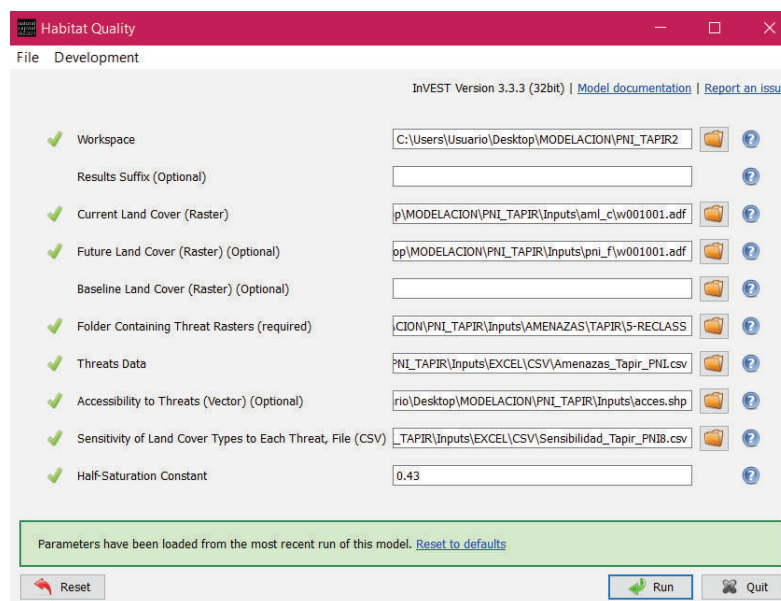 Habitat Quality
File Development
InVEST Version 3.3.3 (32bit) | Model documentation | Report an issu
Workspace C:\Users\Usuario\Desktop\MODELACION\PNI_TAPIR2
Results Suffix (Optional)
Current Land Cover (Raster) p\MODELACION\PNI_TAPIR\Inputs\aml_c\w001001.adf
Future Land Cover (Raster) (Optional) op\MODELACION\PNI_TAPIR\Inputs\pni_f\w001001.adf
Baseline Land Cover (Raster) (Optional)
Folder Containing Threat Rasters (required) CION\PNI_TAPIR\Inputs\AMENAZAS\TAPIR\5-RECLASS
Threats Data PNI_TAPIR\Inputs\EXCEL\CSV\Amenazas_Tapir_PNI.csv
Accessibility to Threats (Vector) (Optional) rio\Desktop\MODELACION\PNI_TAPIR\Inputs\acces.shp
Sensitivity of Land Cover Types to Each Threat, File (CSV) _TAPIR\Inputs\EXCEL\CSV\Sensibilidad_Tapir_PNI8.csv
Half-Saturation Constant 0.43
Parameters have been loaded from the most recent run of this model. Reset to defaults
Reset Run Quit